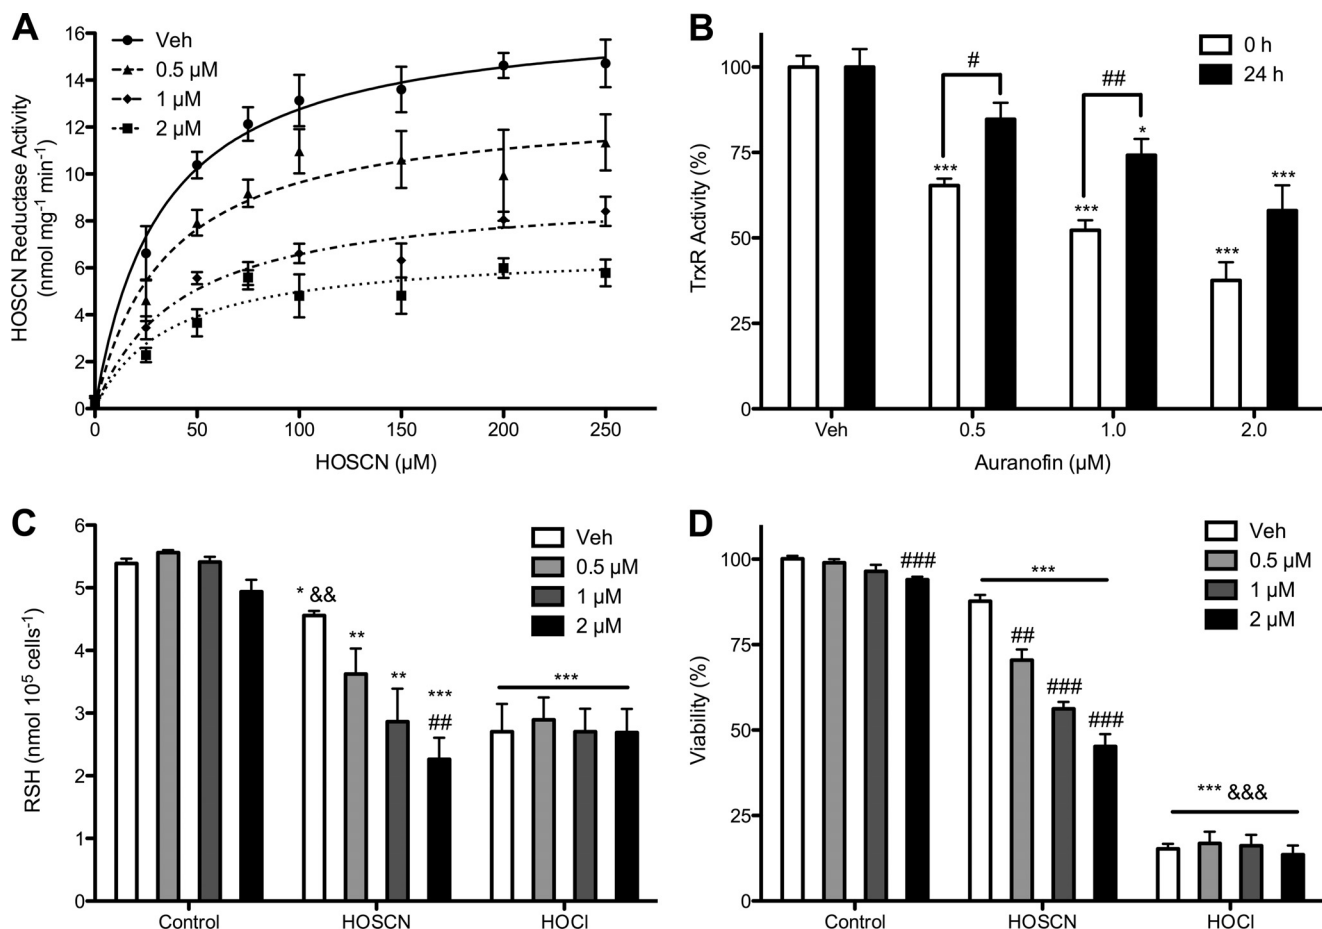 A
Veh
0.5 µM
1 µM
2 µM
HOSCN Reductase Activity
(nmol mg-1 min-1)
16
14
12
10
8
6
4
2
0
0 50 100 150 200 250
HOSCN (µM)
B
0 h
24 h
TrxR Activity (%)
100
75
50
25
0
# ##
*** *** * *** ***
Veh 0.5 1.0 2.0
Auranofin (µM)
C
Veh
0.5 µM
1 µM
2 µM
RSH (nmol 105 cells-1)
6
5
4
3
2
1
0
* &&
**
**
***
##
***
Control HOSCN HOCl
D
Veh
0.5 µM
1 µM
2 µM
Viability (%)
100
75
50
25
0
###
***
##
###
###
*** &&&
Control HOSCN HOCl